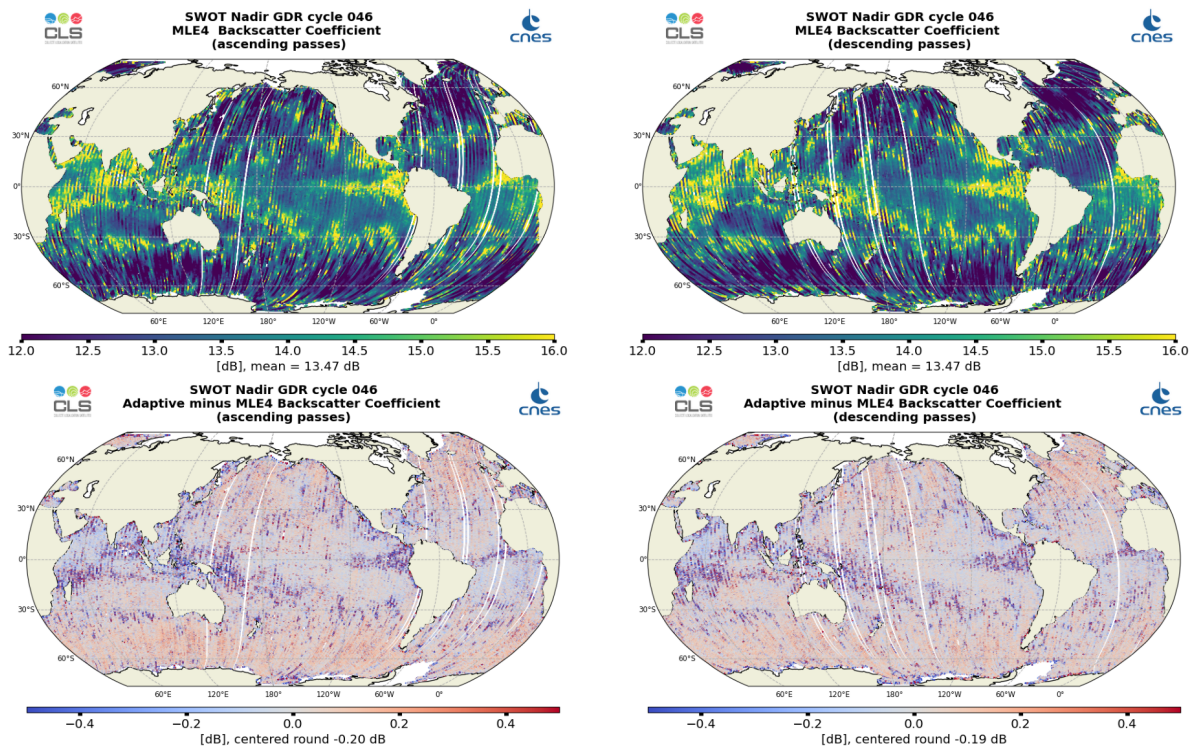 CLS
SWOT Nadir GDR cycle 046
MLE4 Backscatter Coefficient
(ascending passes)
cnes
60°N
30°N
0°
30°S
60°S
60°E 120°E 180° 120°W 60°W 0°
12.0 12.5 13.0 13.5 14.0 14.5 15.0 15.5 16.0
[dB], mean = 13.47 dB
CLS
SWOT Nadir GDR cycle 046
MLE4 Backscatter Coefficient
(descending passes)
cnes
60°N
30°N
0°
30°S
60°S
60°E 120°E 180° 120°W 60°W 0°
12.0 12.5 13.0 13.5 14.0 14.5 15.0 15.5 16.0
[dB], mean = 13.47 dB
CLS
SWOT Nadir GDR cycle 046
Adaptive minus MLE4 Backscatter Coefficient
(ascending passes)
cnes
60°N
30°N
0°
30°S
60°S
60°E 120°E 180° 120°W 60°W 0°
−0.4 −0.2 0.0 0.2 0.4
[dB], centered round -0.20 dB
CLS
SWOT Nadir GDR cycle 046
Adaptive minus MLE4 Backscatter Coefficient
(descending passes)
cnes
60°N
30°N
0°
30°S
60°S
60°E 120°E 180° 120°W 60°W 0°
−0.4 −0.2 0.0 0.2 0.4
[dB], centered round -0.19 dB